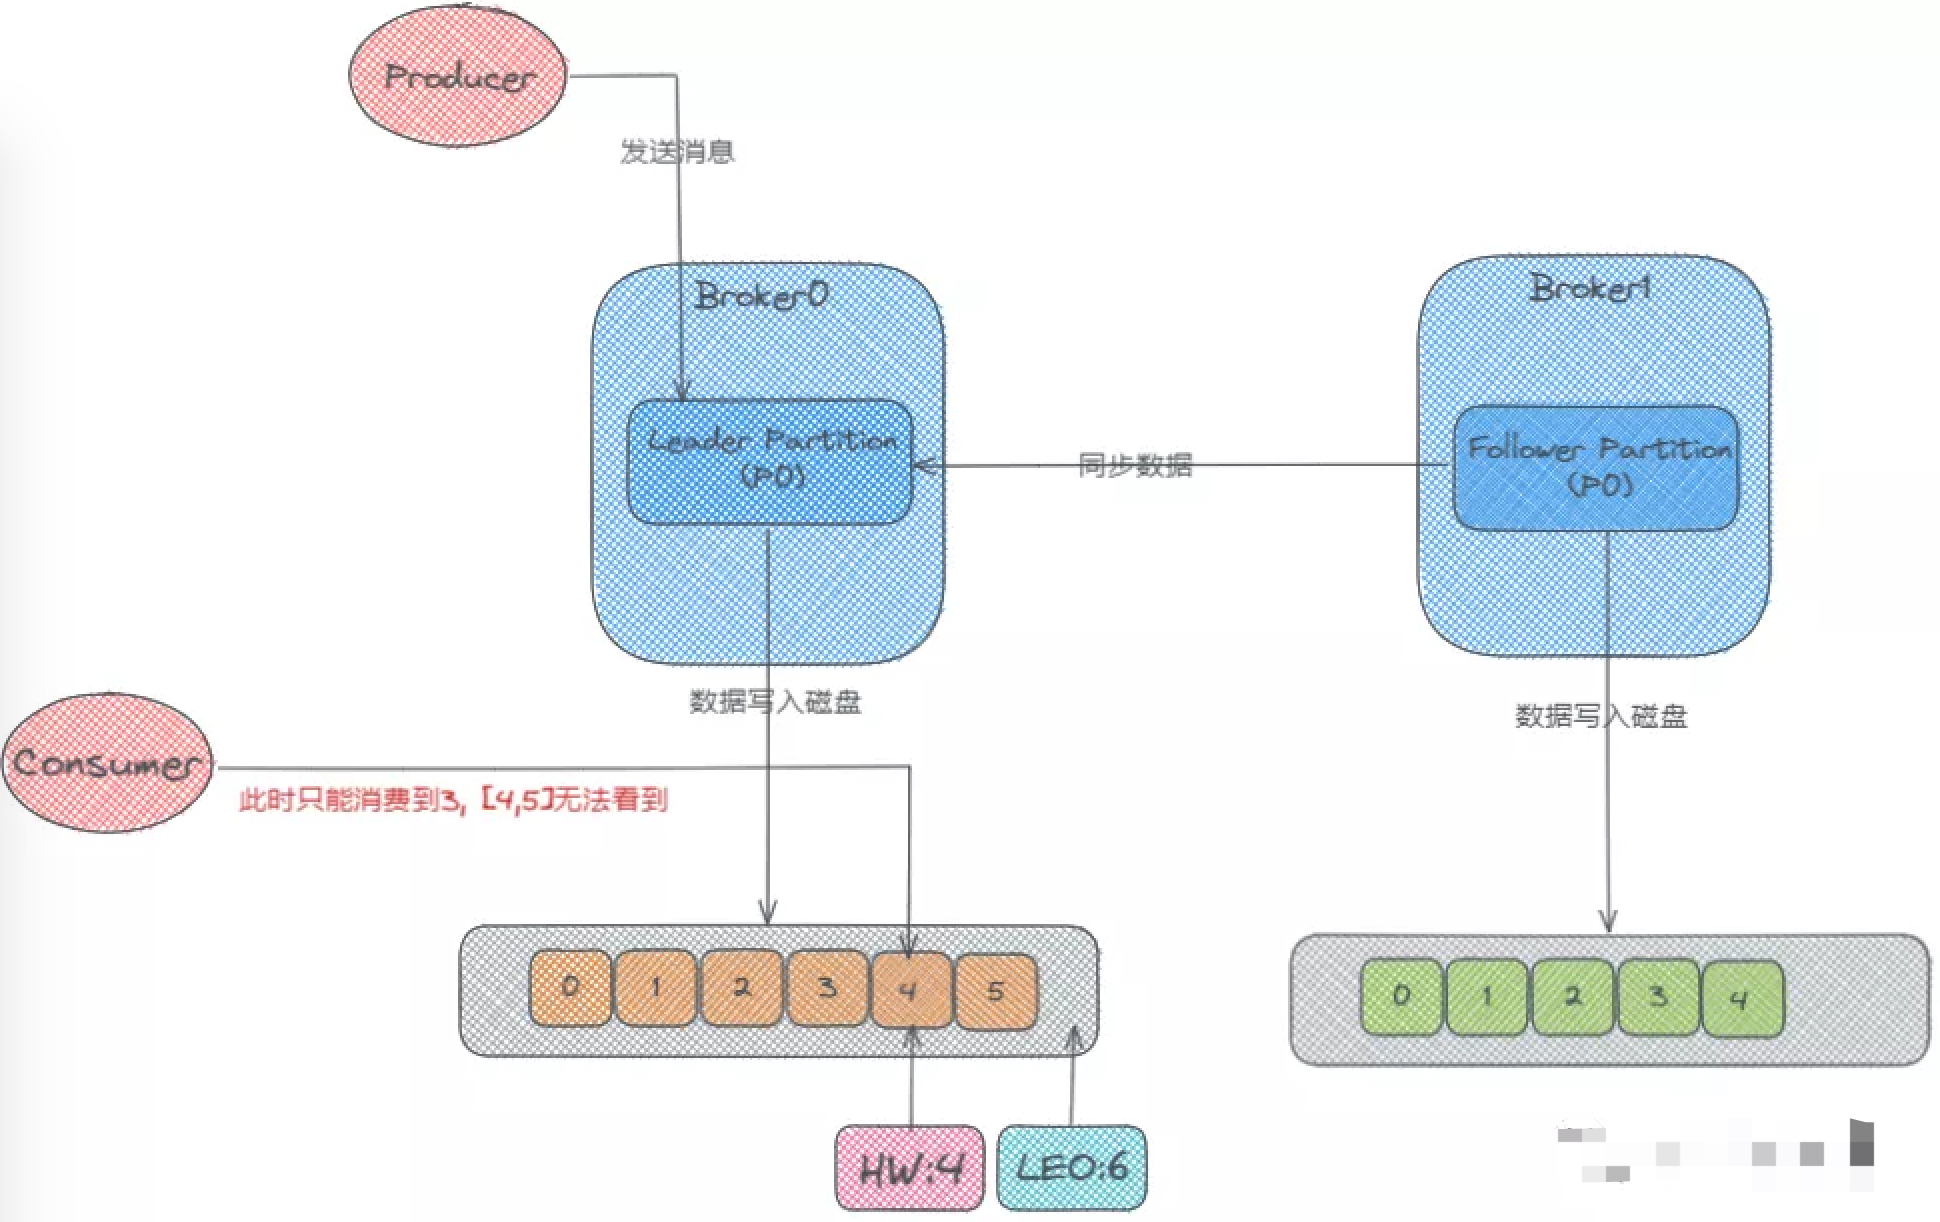 Producer
发送消息
Broker0
Broker1
Leader Partition
(P0)
同步数据
Follower Partition
(P0)
数据写入磁盘
数据写入磁盘
Consumer
此时只能消费到3, [4,5]无法看到
0 1 2 3 4 5
0 1 2 3 4
HW:4
LEO:6